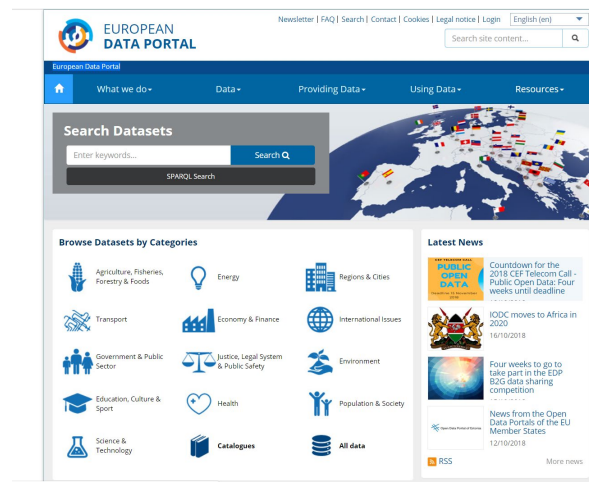 Newsletter | FAQ | Search | Contact | Cookies | Legal notice | Login English (en)
EUROPEAN
DATA PORTAL
Search site content...
European Data Portal
What we do Data Providing Data Using Data Resources
Search Datasets
Enter keywords... Search
SPARQL Search
Browse Datasets by Categories
Agriculture, Fisheries,
Forestry & Foods
Energy
Regions & Cities
Transport
Economy & Finance
International Issues
Government & Public
Sector
Justice, Legal System
& Public Safety
Environment
Education, Culture &
Sport
Health
Population & Society
Science &
Technology
Catalogues
All data
Latest News
CEF TELECOM CALL
PUBLIC
OPEN
DATA
Countdown for the
2018 CEF Telecom Call -
Public Open Data: Four
weeks until deadline
IODC moves to Africa in
2020
16/10/2018
Four weeks to go to
take part in the EDP
B2G data sharing
competition
News from the Open
Data Portals of the EU
Member States
12/10/2018
RSS More news